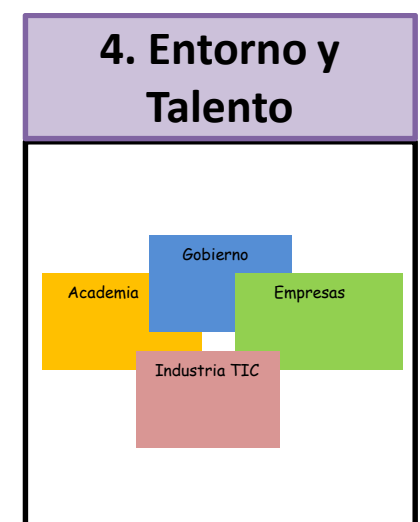 4. Entorno y
Talento
Gobierno
Academia
Empresas
Industria TIC